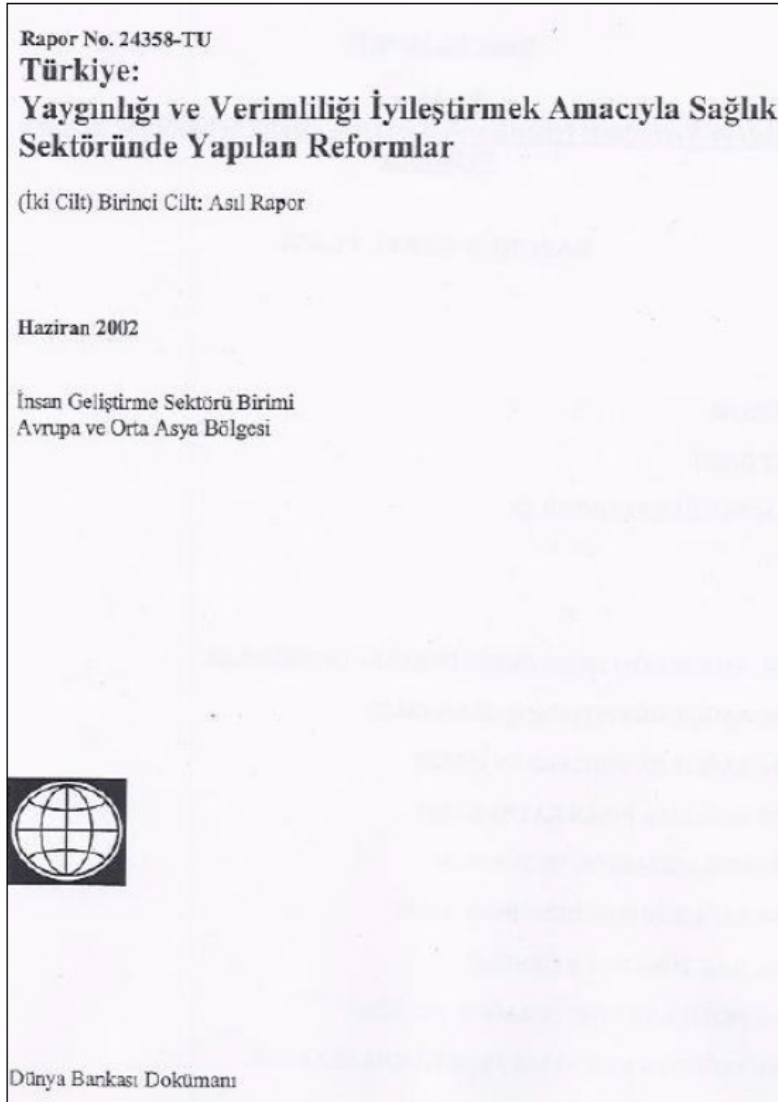 Rapor No. 24358-TU
Türkiye:
Yaygınlığı ve Verimliliği İyileştirmek Amacıyla Sağlık
Sektöründe Yapılan Reformlar
(İki Cilt) Birinci Cilt: Asıl Rapor
Haziran 2002
İnsan Geliştirme Sektörü Birimi
Avrupa ve Orta Asya Bölgesi
Dünya Bankası Dokümanı